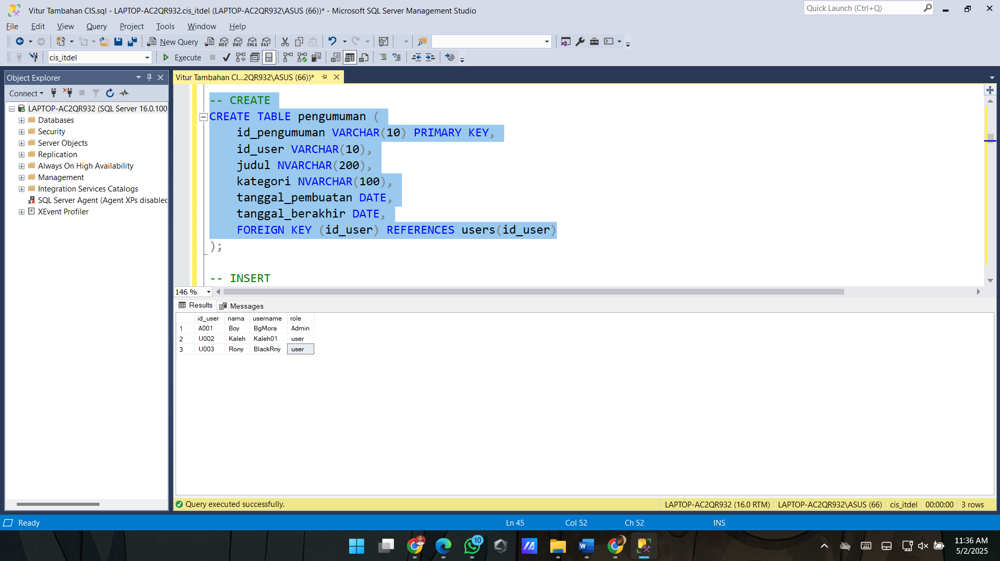 Vitur Tambahan CIS.sql - LAPTOP-AC2QR932.cis_itdel (LAPTOP-AC2QR932\ASUS (66))* - Microsoft SQL Server Management Studio
Quick Launch (Ctrl+Q)
File Edit View Query Project Tools Window Help
New Query
MDX DMX XMLA DAX
cis_itdel
Execute
Object Explorer
Vitur Tambahan CI...2QR932\ASUS (66))*
Connect
LAPTOP-AC2QR932 (SQL Server 16.0.100
Databases
Security
Server Objects
Replication
Always On High Availability
Management
Integration Services Catalogs
SQL Server Agent (Agent XPs disabled
XEvent Profiler
-- CREATE
CREATE TABLE pengumuman (
id_pengumuman VARCHAR(10) PRIMARY KEY,
id_user VARCHAR(10),
judul NVARCHAR(200),
kategori NVARCHAR(100),
tanggal_pembuatan DATE,
tanggal_berakhir DATE,
FOREIGN KEY (id_user) REFERENCES users(id_user)
);
-- INSERT
146 %
Results Messages
id_user nama username role
1 A001 Boy BgMora Admin
2 U002 Kaleh Kaleh01 user
3 U003 Rony BlackRny user
Query executed successfully.
LAPTOP-AC2QR932 (16.0 RTM) LAPTOP-AC2QR932\ASUS (66) cis_itdel 00:00:00 3 rows
Ready
Ln 45 Col 52 Ch 52 INS
10
11:36 AM
5/2/2025